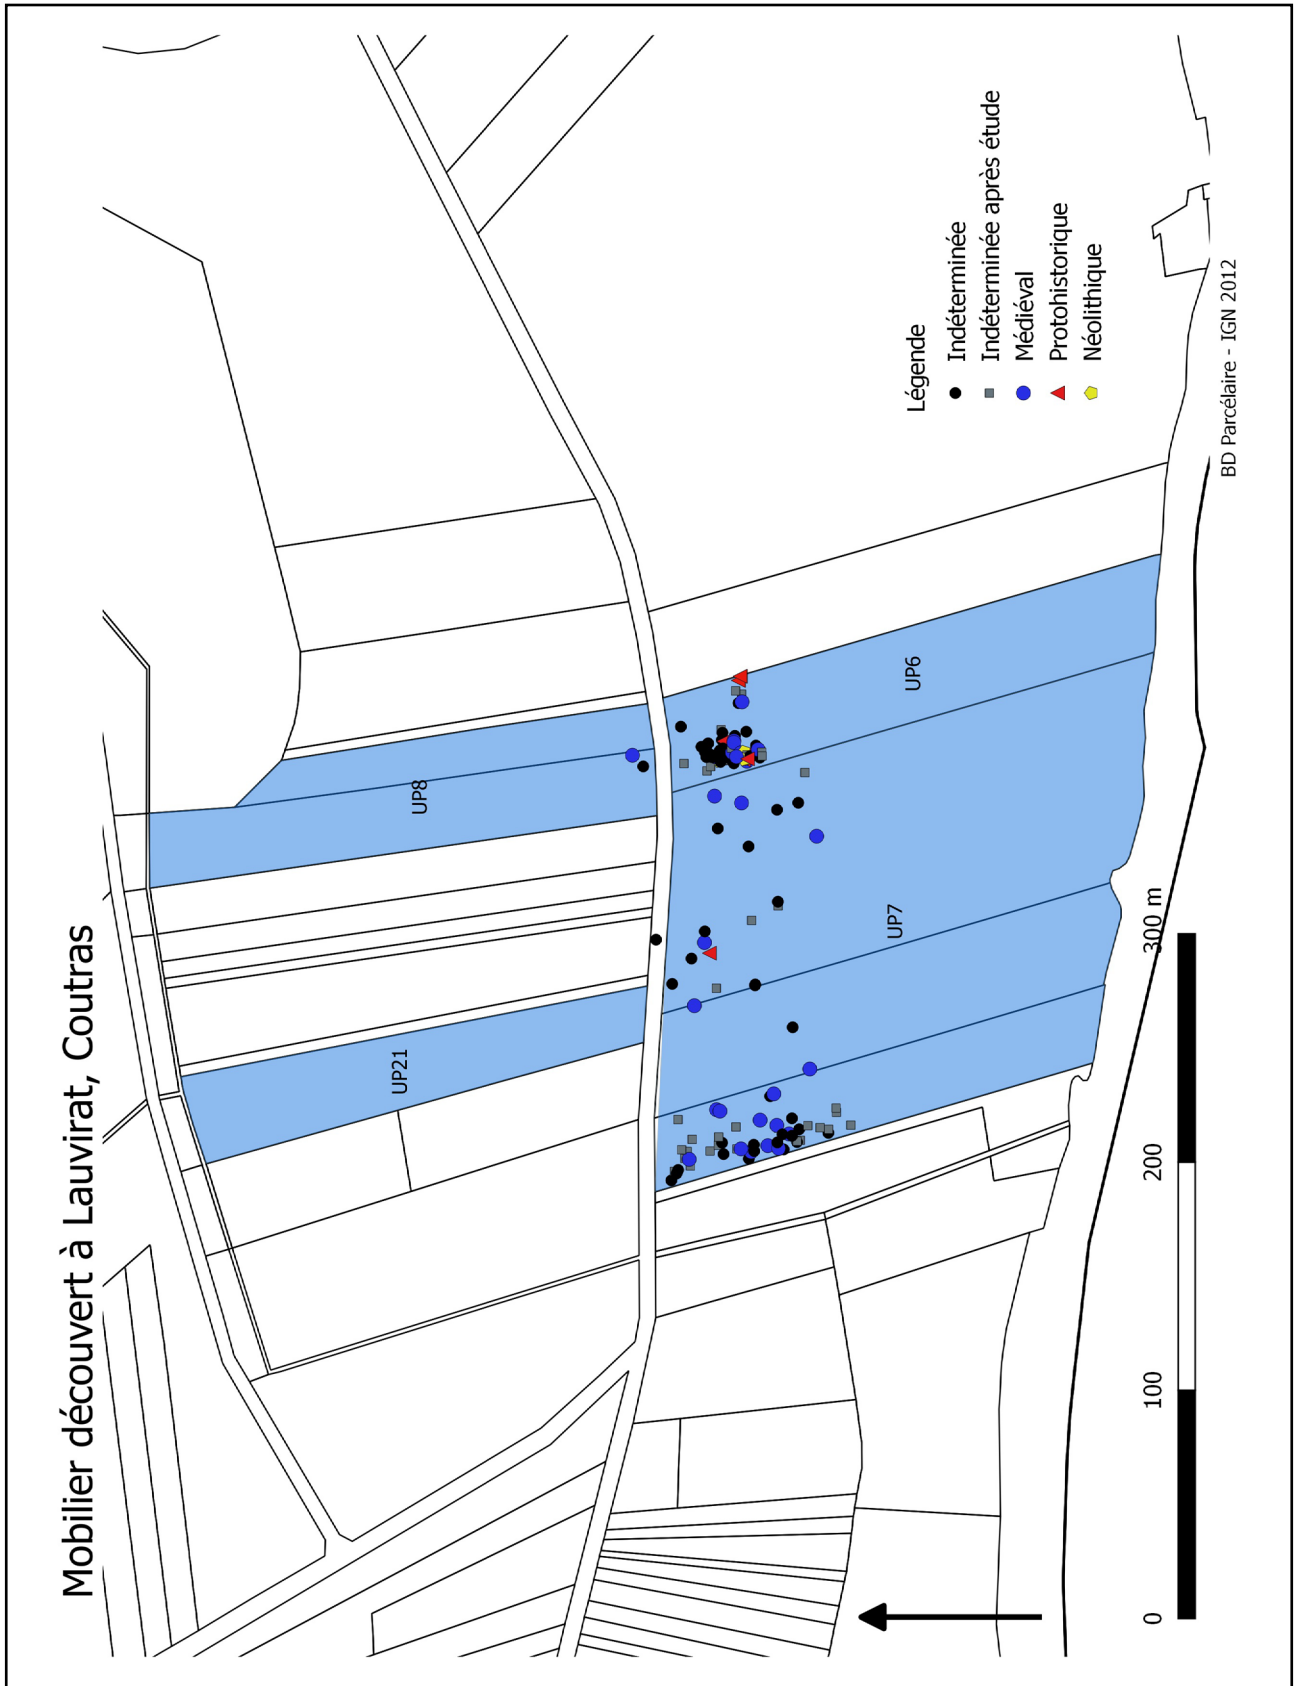 Mobilier découvert à Lauvirat, Coutras
UP21
UP8
UP7
UP6
Légende
Indéterminée
Indéterminée après étude
Médiéval
Protohistorique
Néolithique
0 100 200 300 m
BD Parcélaire - IGN 2012